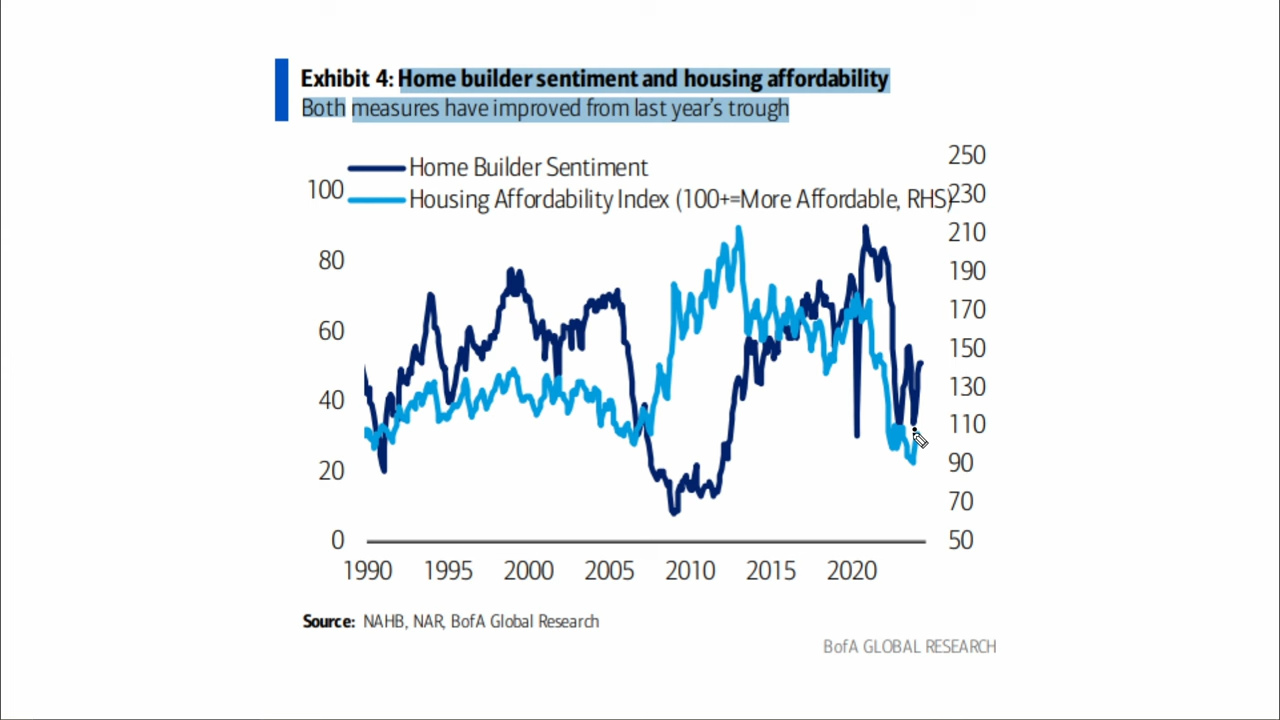 Exhibit 4: Home builder sentiment and housing affordability
Both measures have improved from last year's trough
Home Builder Sentiment
Housing Affordability Index (100+=More Affordable, RHS)
100
80
60
40
20
0
250
230
210
190
170
150
130
110
90
70
50
1990 1995 2000 2005 2010 2015 2020
Source: NAHB, NAR, BofA Global Research
BofA GLOBAL RESEARCH